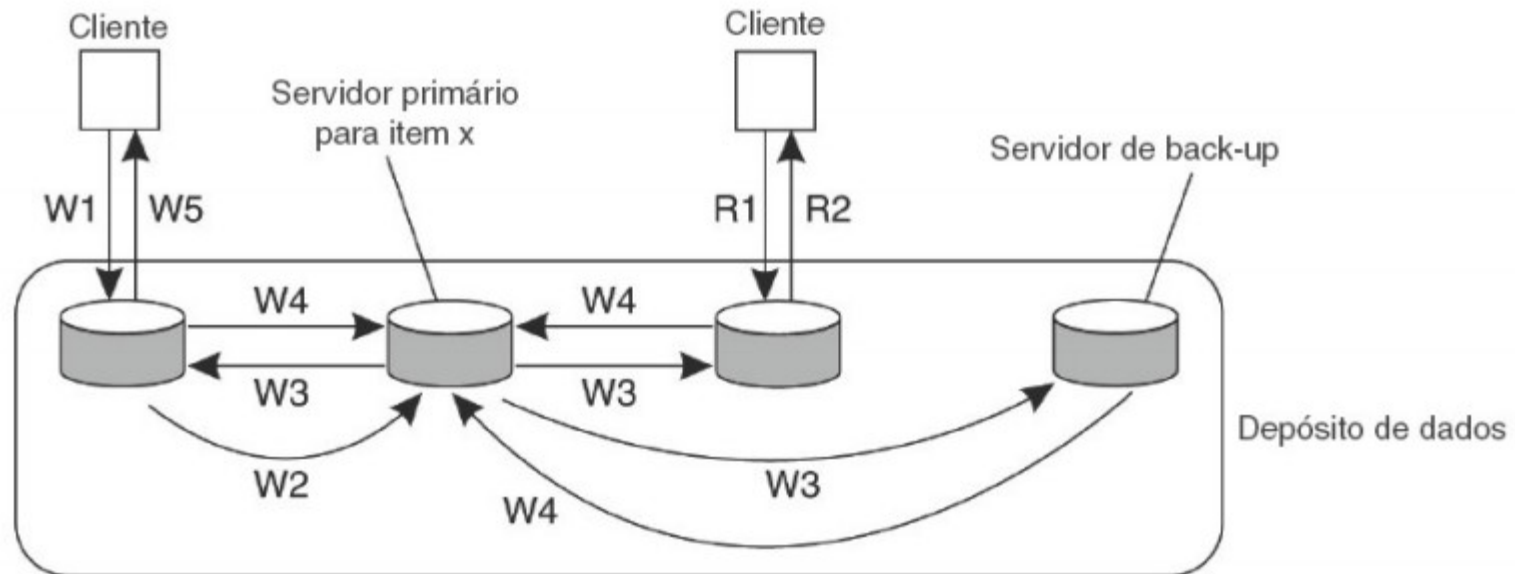 Cliente
Cliente
Servidor primário
para item x
Servidor de back-up
W1
W5
R1
R2
W4
W4
W3
W3
W2
W3
W4
Depósito de dados